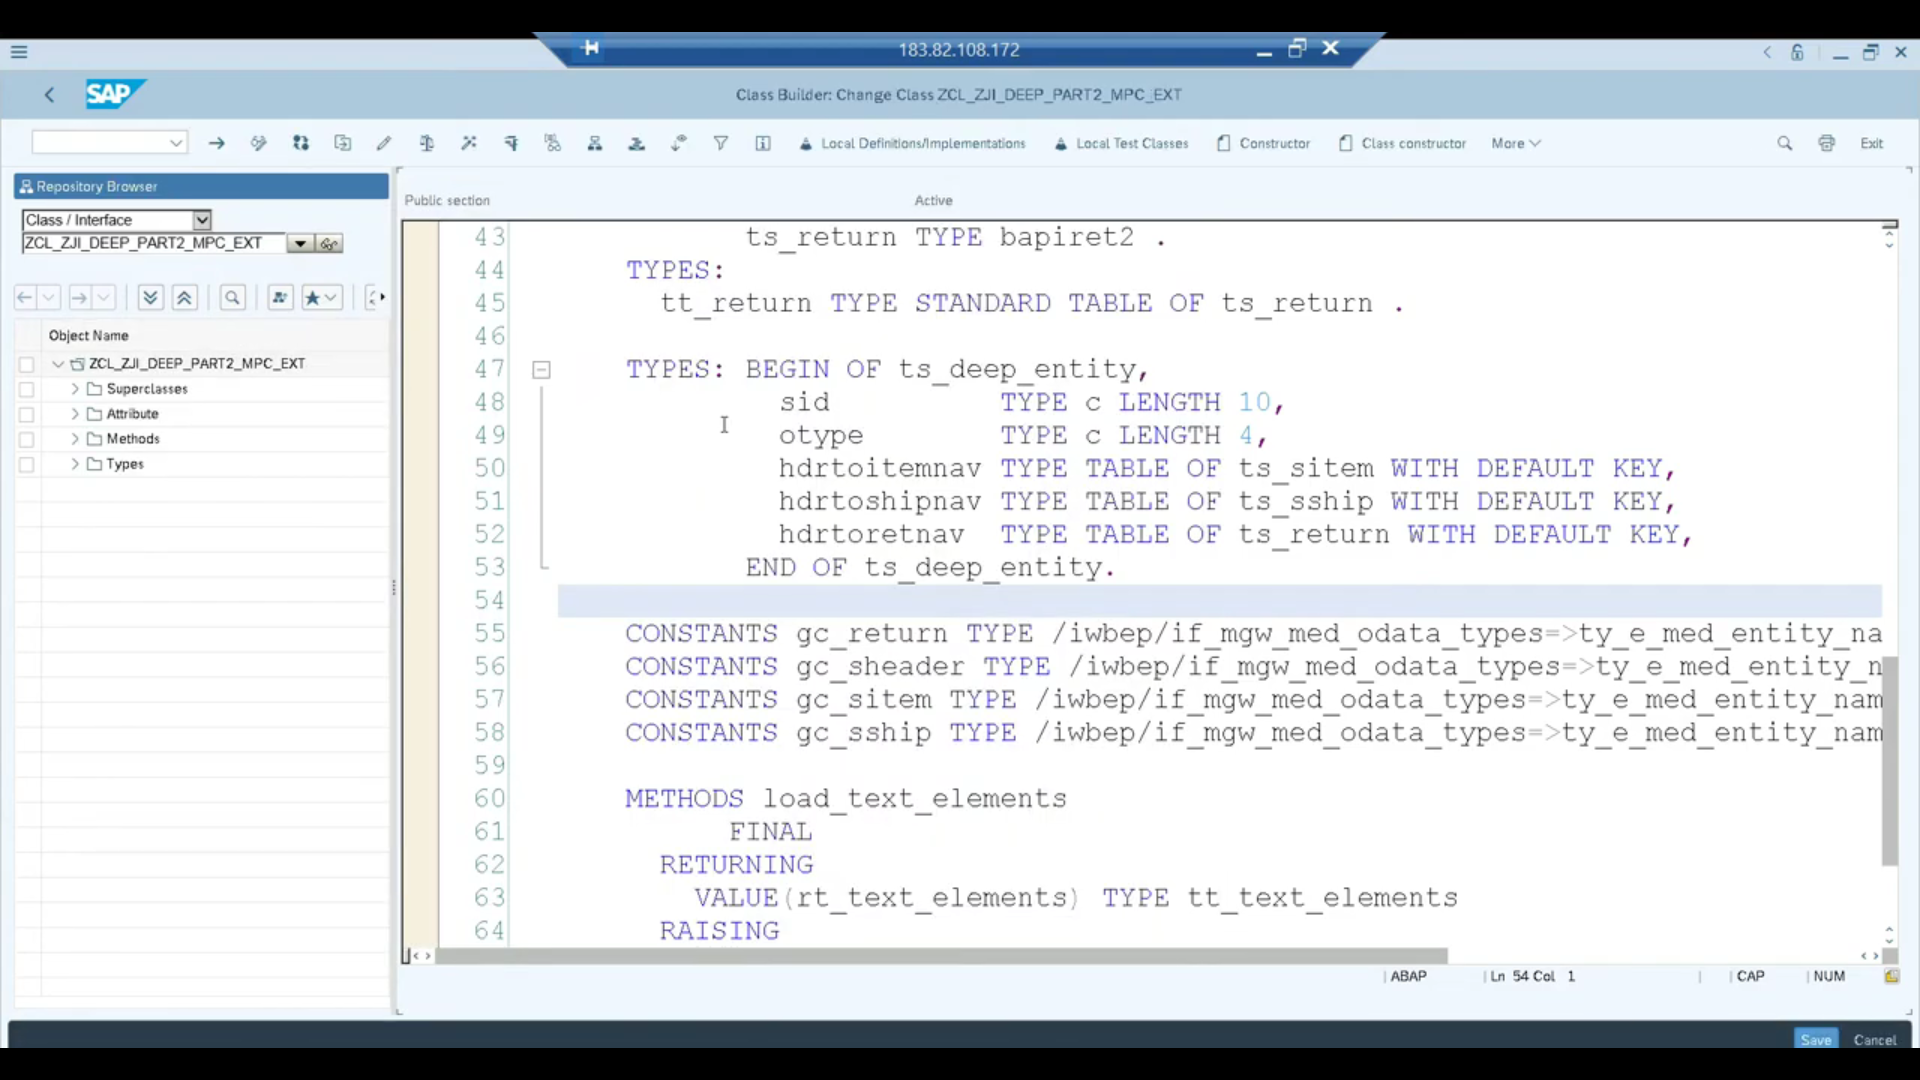 183.82.108.172
SAP
Class Builder: Change Class ZCL_ZJI_DEEP_PART2_MPC_EXT
Local Definitions/Implementations
Local Test Classes
Constructor
Class constructor
More
Exit
Repository Browser
Class / Interface
ZCL_ZJI_DEEP_PART2_MPC_EXT
Object Name
ZCL_ZJI_DEEP_PART2_MPC_EXT
Superclasses
Attribute
Methods
Types
Public section
Active
43 ts_return TYPE bapiret2 .
44 TYPES:
45 tt_return TYPE STANDARD TABLE OF ts_return .
46
47 TYPES: BEGIN OF ts_deep_entity,
48 sid TYPE c LENGTH 10,
49 otype TYPE c LENGTH 4,
50 hdrtoitemnav TYPE TABLE OF ts_sitem WITH DEFAULT KEY,
51 hdrtoshipnav TYPE TABLE OF ts_sship WITH DEFAULT KEY,
52 hdrtoretnav TYPE TABLE OF ts_return WITH DEFAULT KEY,
53 END OF ts_deep_entity.
54
55 CONSTANTS gc_return TYPE /iwbep/if_mgw_med_odata_types=>ty_e_med_entity_na
56 CONSTANTS gc_sheader TYPE /iwbep/if_mgw_med_odata_types=>ty_e_med_entity_n
57 CONSTANTS gc_sitem TYPE /iwbep/if_mgw_med_odata_types=>ty_e_med_entity_nam
58 CONSTANTS gc_sship TYPE /iwbep/if_mgw_med_odata_types=>ty_e_med_entity_nam
59
60 METHODS load_text_elements
61 FINAL
62 RETURNING
63 VALUE(rt_text_elements) TYPE tt_text_elements
64 RAISING
ABAP
Ln 54 Col 1
CAP
NUM
Save
Cancel